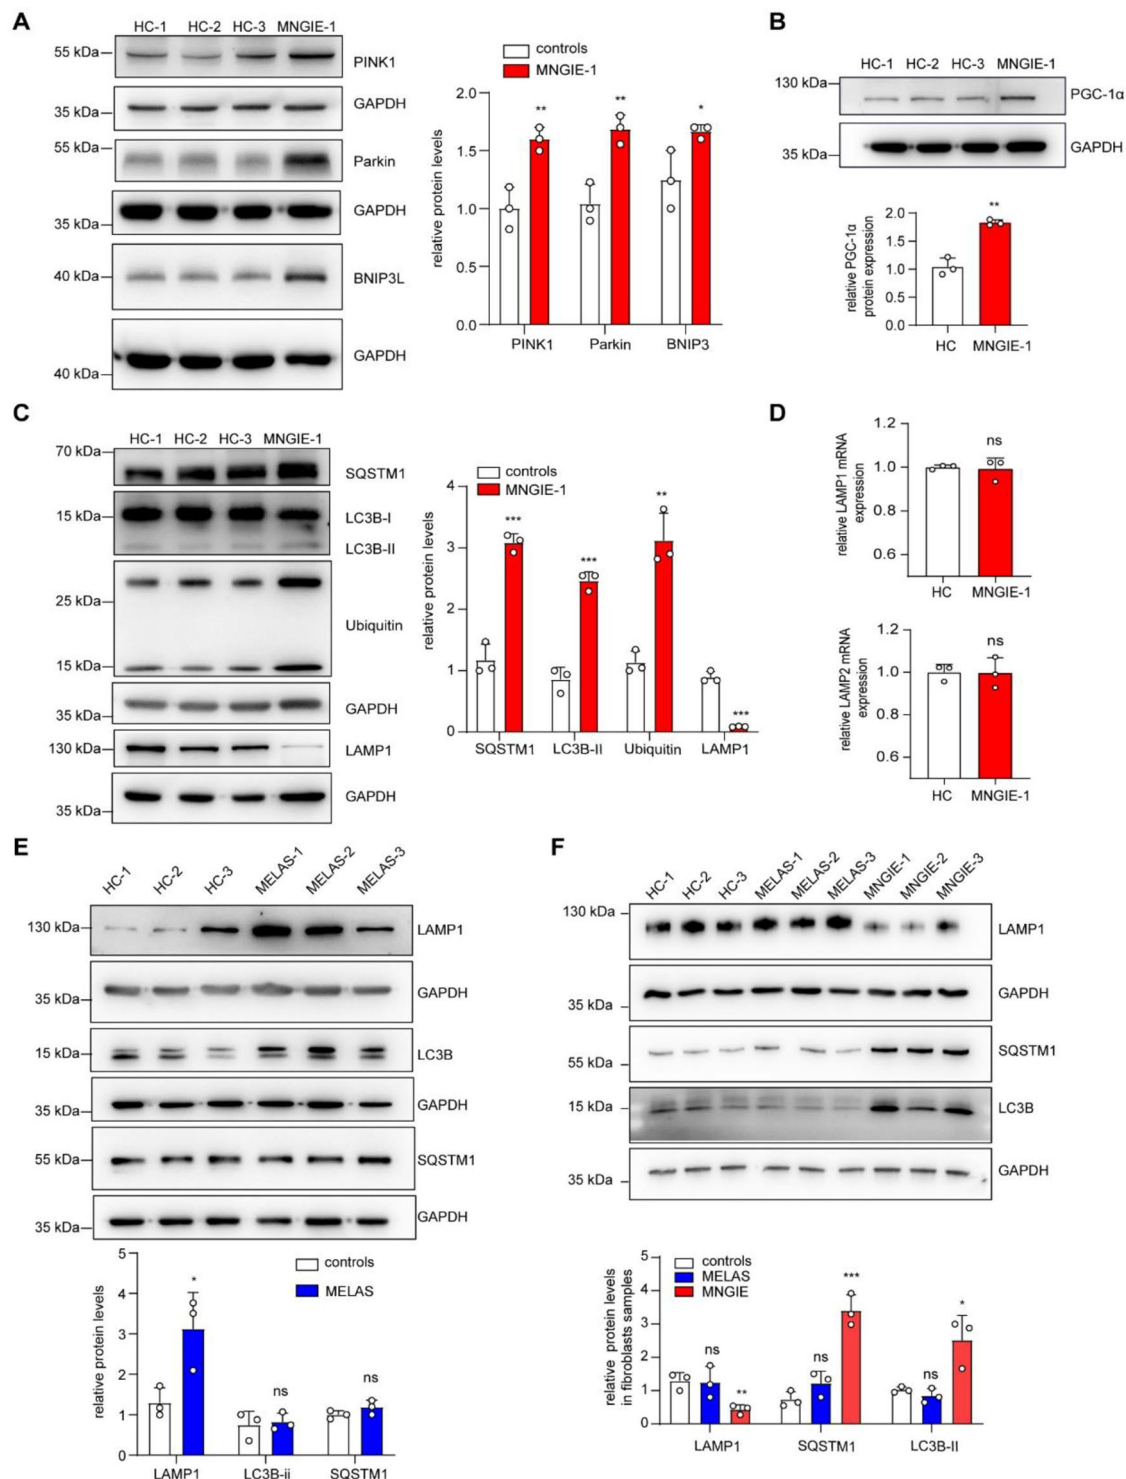 A
HC-1 HC-2 HC-3 MNGIE-1
55 kDa
PINK1
GAPDH
35 kDa
55 kDa
Parkin
GAPDH
35 kDa
40 kDa
BNIP3L
GAPDH
40 kDa
controls
MNGIE-1
relative protein levels
2.0
1.5
1.0
0.5
0.0
** ** *
PINK1 Parkin BNIP3
B
HC-1 HC-2 HC-3 MNGIE-1
130 kDa
PGC-1α
GAPDH
35 kDa
relative PGC-1α
protein expression
2.0
1.5
1.0
0.5
0.0
**
HC MNGIE-1
C
HC-1 HC-2 HC-3 MNGIE-1
70 kDa
SQSTM1
15 kDa
LC3B-I
LC3B-II
25 kDa
Ubiquitin
15 kDa
GAPDH
35 kDa
130 kDa
LAMP1
GAPDH
35 kDa
controls
MNGIE-1
relative protein levels
4
3
2
1
0
*** *** ** ***
SQSTM1 LC3B-II Ubiquitin LAMP1
D
relative LAMP1 mRNA
expression
1.2
1.0
0.6
ns
HC MNGIE-1
relative LAMP2 mRNA
expression
1.2
1.0
0.6
ns
HC MNGIE-1
E
HC-1 HC-2 HC-3 MELAS-1 MELAS-2 MELAS-3
130 kDa
LAMP1
GAPDH
35 kDa
15 kDa
LC3B
GAPDH
35 kDa
55 kDa
SQSTM1
GAPDH
35 kDa
controls
MELAS
relative protein levels
5
4
3
2
1
0
* ns ns
LAMP1 LC3B-ii SQSTM1
F
HC-1 HC-2 HC-3 MELAS-1 MELAS-2 MELAS-3 MNGIE-1 MNGIE-2 MNGIE-3
130 kDa
LAMP1
GAPDH
35 kDa
SQSTM1
55 kDa
15 kDa
LC3B
GAPDH
35 kDa
controls
MELAS
MNGIE
relative protein levels
in fibroblasts samples
5
4
3
2
1
0
ns ** ns *** ns *
LAMP1 SQSTM1 LC3B-II